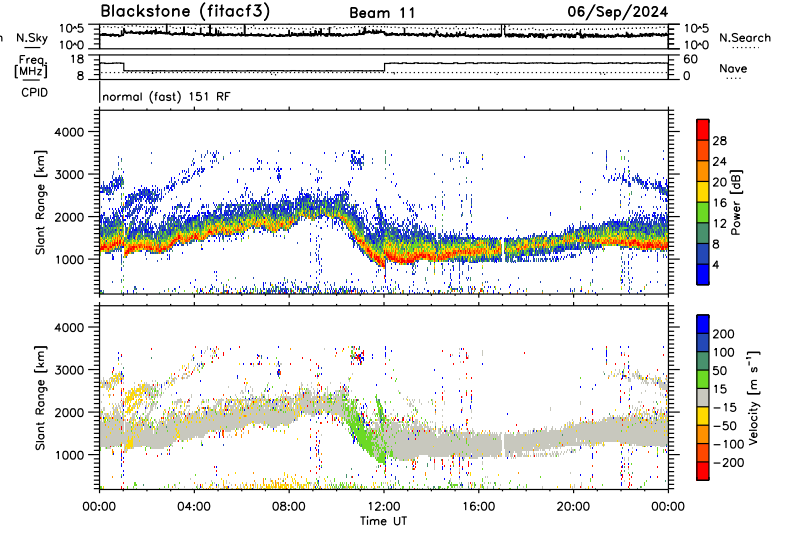 Blackstone (fitacf3) Beam 11 06/Sep/2024
n N.Sky 10^5 10^0 10^5 10^0 N.Search
Freq. [MHz] 18 8 60 0 Nave
CPID normal (fast) 151 RF
Slant Range [km] 4000 3000 2000 1000
28 24 20 16 12 8 4 Power [dB]
Slant Range [km] 4000 3000 2000 1000
200 100 50 15 −15 −50 −100 −200 Velocity [m s⁻¹]
00:00 04:00 08:00 12:00 16:00 20:00 00:00
Time UT